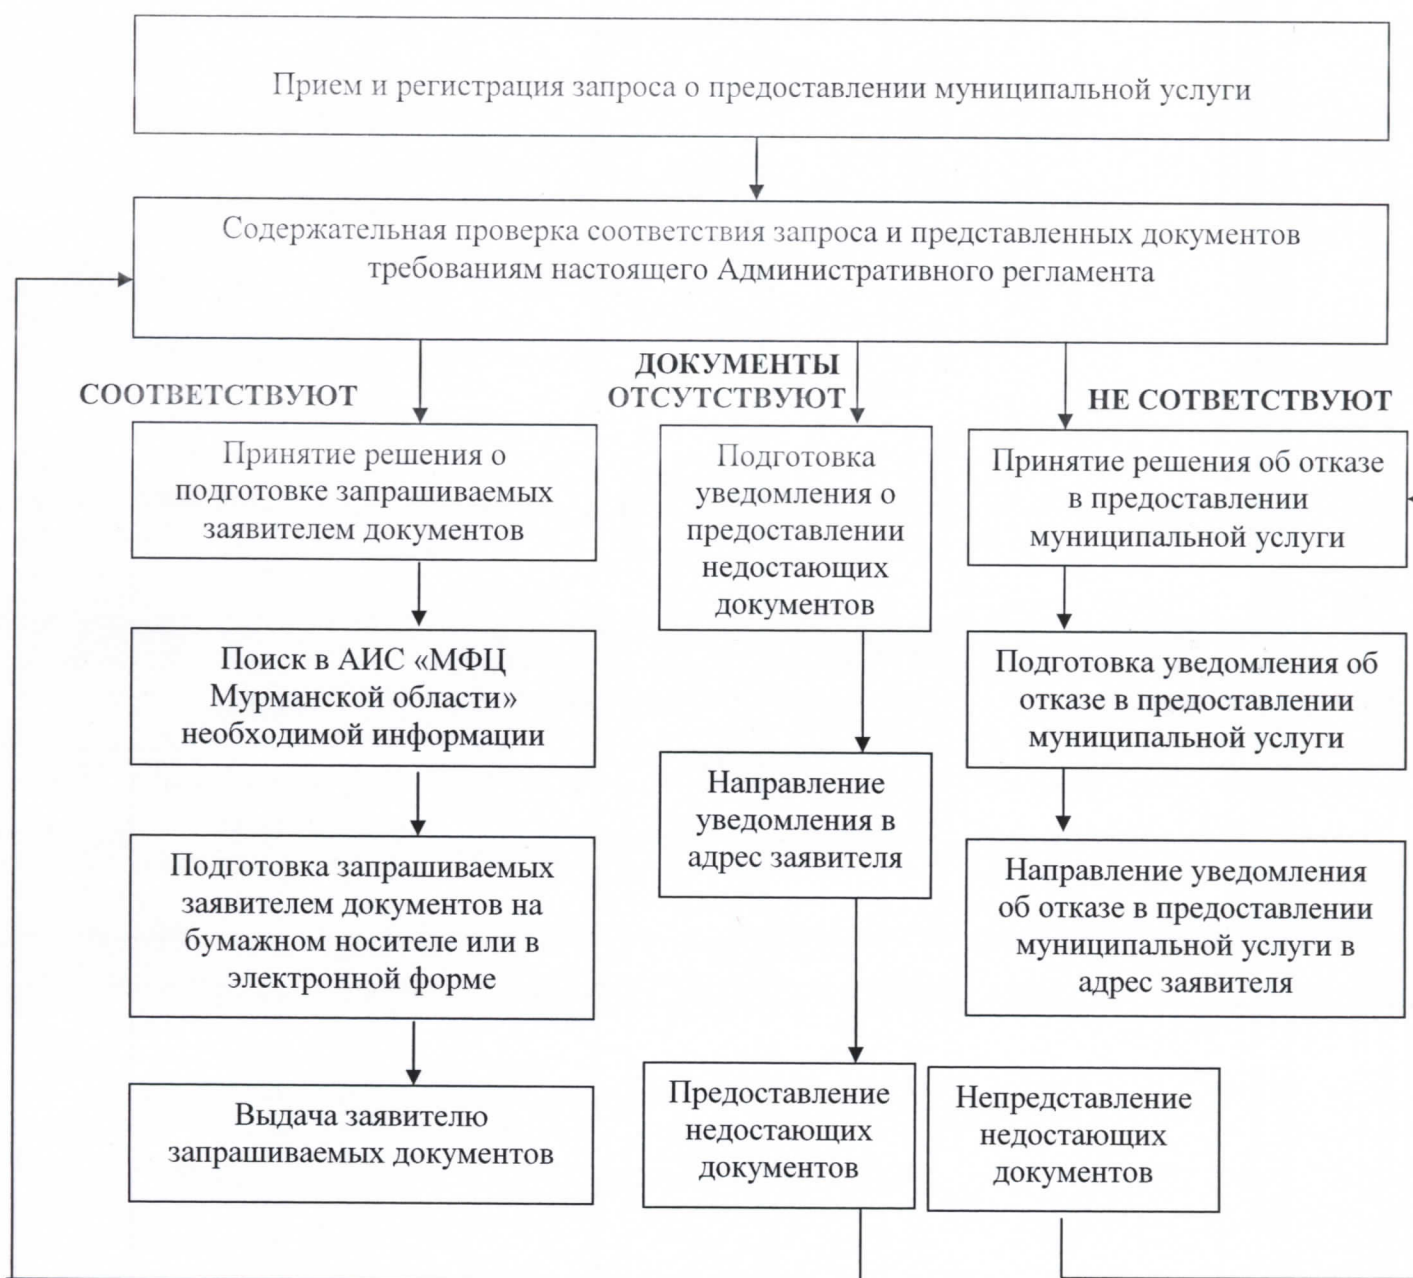 Прием и регистрация запроса о предоставлении муниципальной услуги
Содержательная проверка соответствия запроса и представленных документов
требованиям настоящего Административного регламента
СООТВЕТСТВУЮТ
ДОКУМЕНТЫ
ОТСУТСТВУЮТ
НЕ СОТВЕТСТВУЮТ
Принятие решения о
подготовке запрашиваемых
заявителем документов
Подготовка
уведомления о
предоставлении
недостающих
документов
Принятие решения об отказе
в предоставлении
муниципальной услуги
Поиск в АИС «МФЦ
Мурманской области»
необходимой информации
Подготовка уведомления об
отказе в предоставлении
муниципальной услуги
Направление
уведомления в
адрес заявителя
Подготовка запрашиваемых
заявителем документов на
бумажном носителе или в
электронной форме
Направление уведомления
об отказе в предоставлении
муниципальной услуги в
адрес заявителя
Выдача заявителю
запрашиваемых документов
Предоставление
недостающих
документов
Непредставление
недостающих
документов